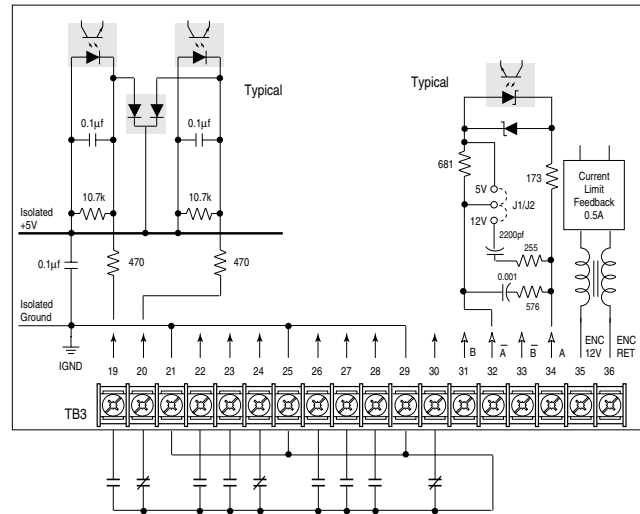 Typical
Typical
0.1µf
0.1µf
681
173
Current
Limit
Feedback
0.5A
5V
J1/J2
12V
10.7k
10.7k
Isolated
+5V
2200pf
255
0.1µf
470
470
0.001
576
Isolated
Ground
IGND
B
A
B
A
ENC
12V
ENC
RET
19
20
21
22
23
24
25
26
27
28
29
30
31
32
33
34
35
36
TB3